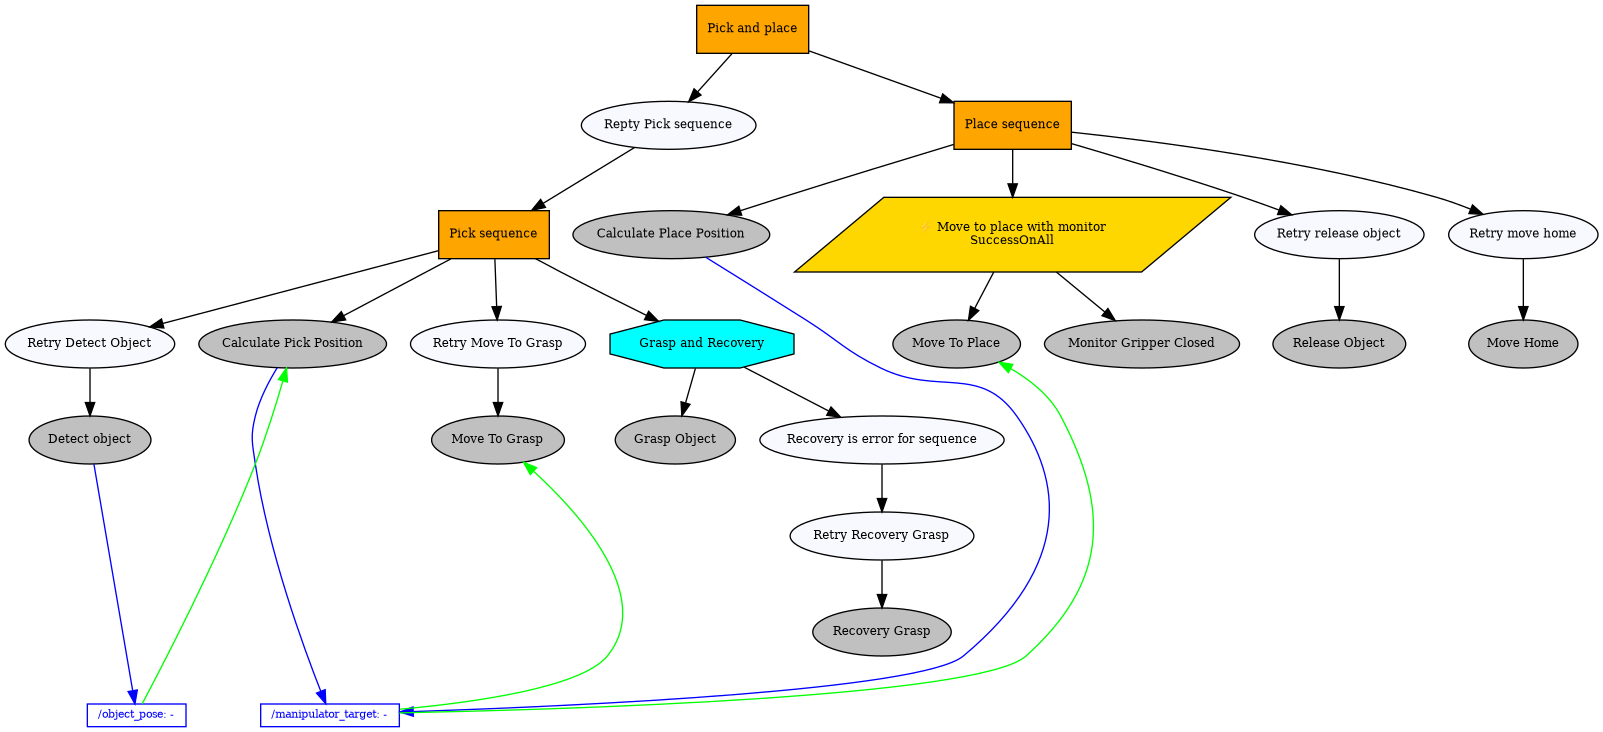 Pick and place
Repty Pick sequence
Place sequence
Pick sequence
Calculate Place Position
Move to place with monitor
SuccessOnAll
Retry release object
Retry move home
Retry Detect Object
Calculate Pick Position
Retry Move To Grasp
Grasp and Recovery
Move To Place
Monitor Gripper Closed
Release Object
Move Home
Detect object
Move To Grasp
Grasp Object
Recovery is error for sequence
Retry Recovery Grasp
Recovery Grasp
/object_pose: -
/manipulator_target: -